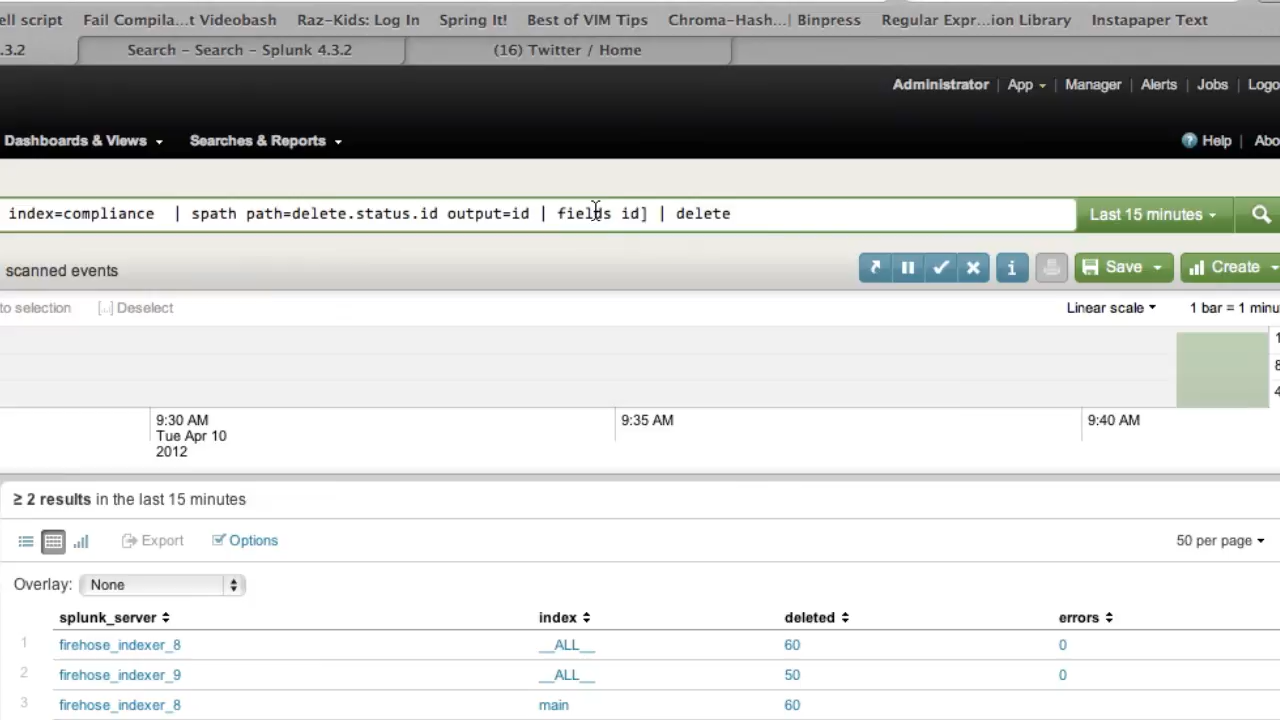 ell script Fail Compila...t Videobash Raz-Kids: Log In Spring It! Best of VIM Tips Chroma-Hash...| Binpress Regular Expr...ion Library Instapaper Text
.3.2 Search - Search - Splunk 4.3.2 (16) Twitter / Home
Administrator | App | Manager | Alerts | Jobs | Logo
Dashboards & Views Searches & Reports ? Help | Abo
index=compliance | spath path=delete.status.id output=id | fields id] | delete Last 15 minutes
scanned events i Save Create
to selection [..] Deselect Linear scale 1 bar = 1 minu
1
8
4
9:30 AM 9:35 AM 9:40 AM
Tue Apr 10
2012
≥ 2 results in the last 15 minutes
Export Options 50 per page
Overlay: None
splunk_server index deleted errors
1 firehose_indexer_8 __ALL__ 60 0
2 firehose_indexer_9 __ALL__ 50 0
3 firehose_indexer_8 main 60